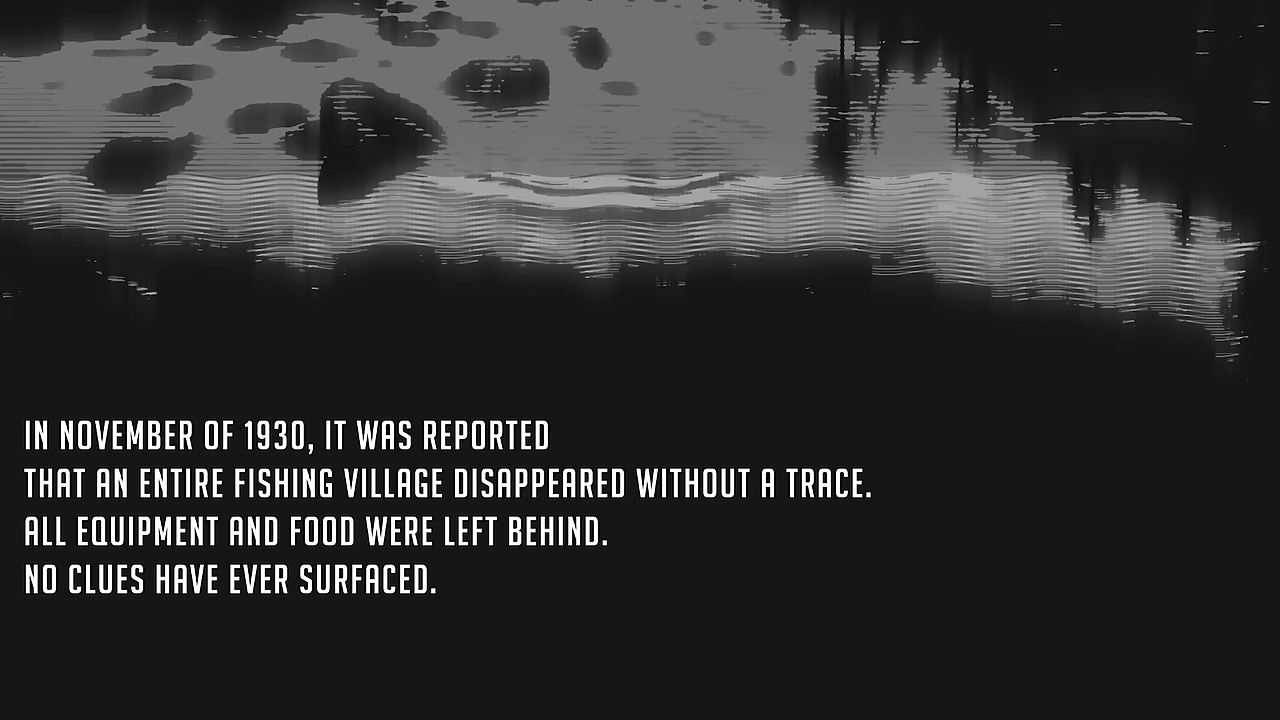 IN NOVEMBER OF 1930, IT WAS REPORTED
THAT AN ENTIRE FISHING VILLAGE DISAPPEARED WITHOUT A TRACE.
ALL EQUIPMENT AND FOOD WERE LEFT BEHIND.
NO CLUES HAVE EVER SURFACED.